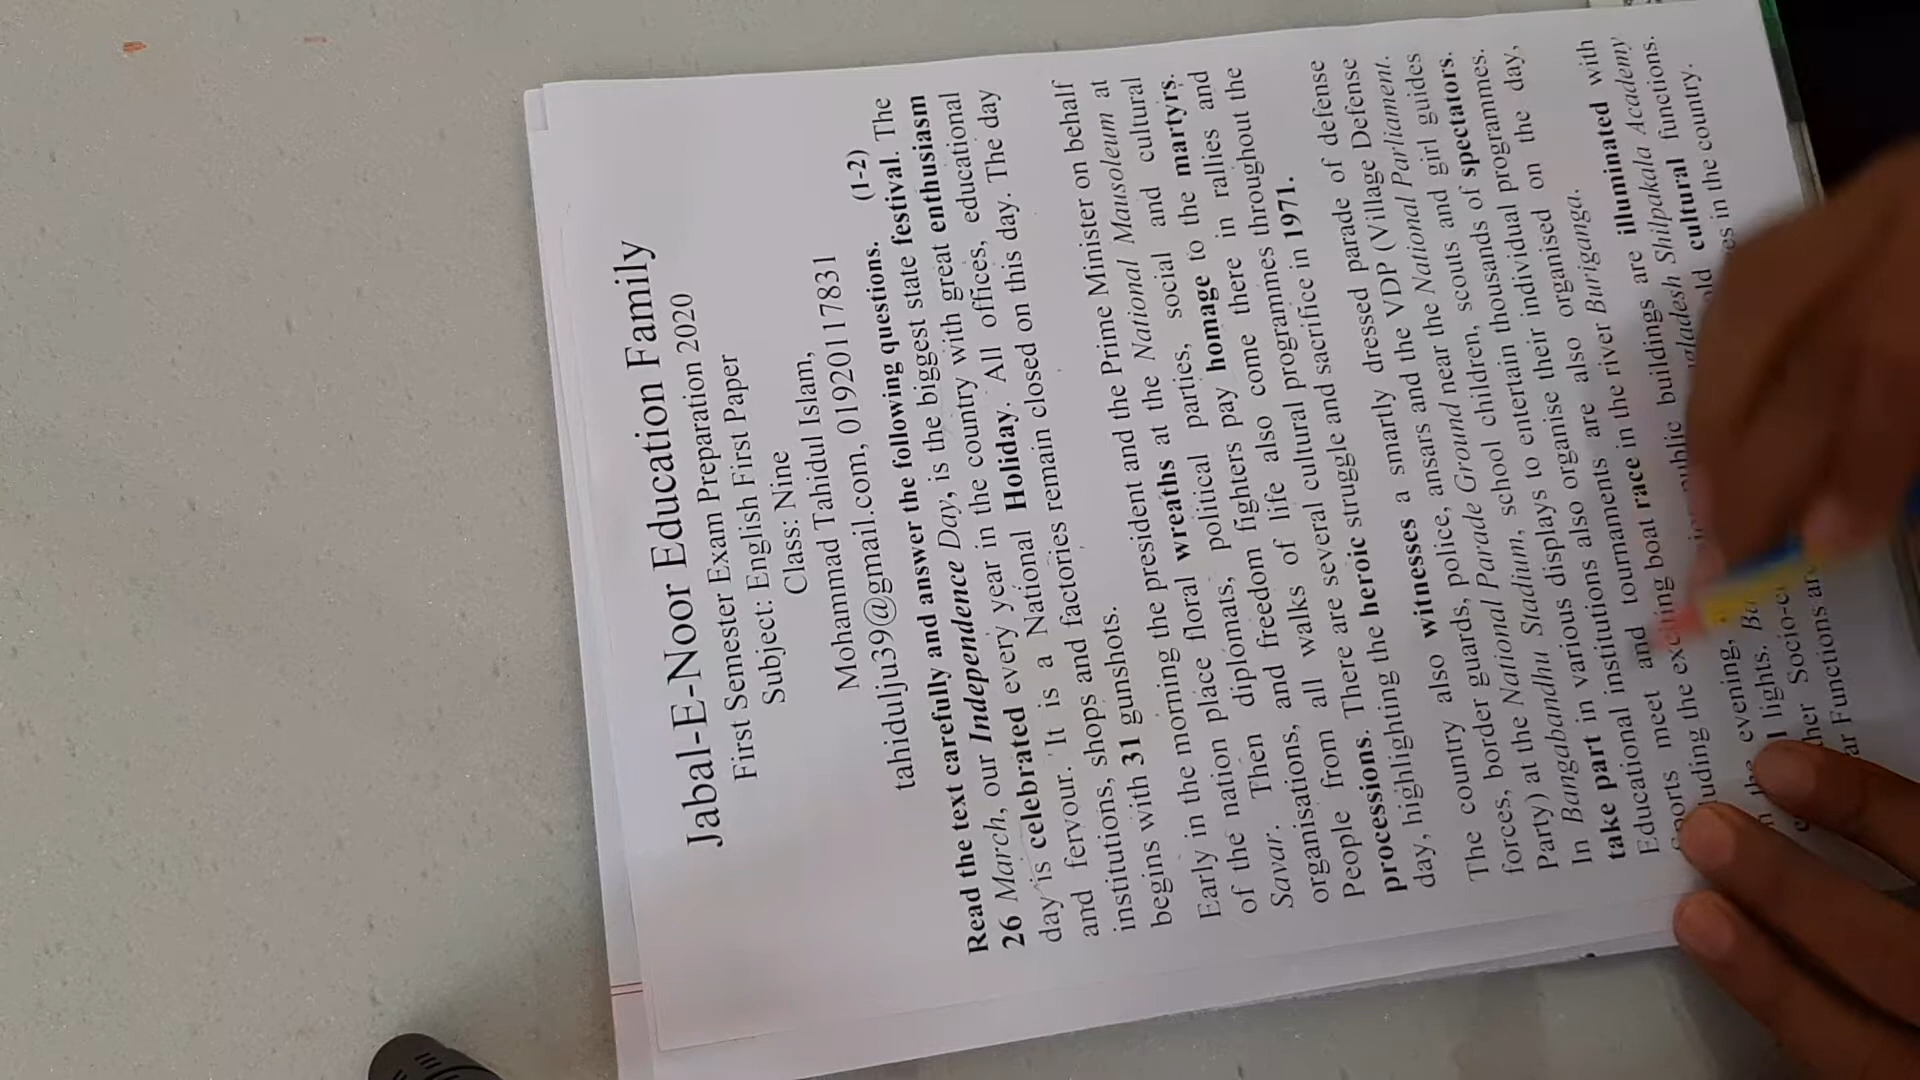 Jabal-E-Noor Education Family
First Semester Exam Preparation 2020
Subject: English First Paper
Class: Nine
Mohammad Tahidul Islam,
tahidulju39@gmail.com, 01920117831
Read the text carefully and answer the following questions. (1-2)
26 March, our Independence Day, is the biggest state festival. The
day is celebrated every year in the country with great enthusiasm
and fervour. It is a National Holiday. All offices, educational
institutions, shops and factories remain closed on this day. The day
begins with 31 gunshots.
Early in the morning the president and the Prime Minister on behalf
of the nation place floral wreaths at the National Mausoleum at
Savar. Then diplomats, political parties, social and cultural
organisations, and freedom fighters pay homage to the martyrs.
People from all walks of life also come there in rallies and
processions. There are several cultural programmes throughout the
day, highlighting the heroic struggle and sacrifice in 1971.
The country also witnesses a smartly dressed parade of defense
forces, border guards, police, ansars and the VDP (Village Defense
Party) at the National Parade Ground near the National Parliament.
In Bangabandhu Stadium, school children, scouts and girl guides
take part in various displays to entertain thousands of spectators.
Educational institutions also organise their individual programmes.
Sports meet and tournaments are also organised on the day,
including the exciting boat race in the river Buriganga.
evening, public buildings are illuminated with
lights. Shilpakala Academy
Socio-c cultural functions.
ar Functions are in the country.